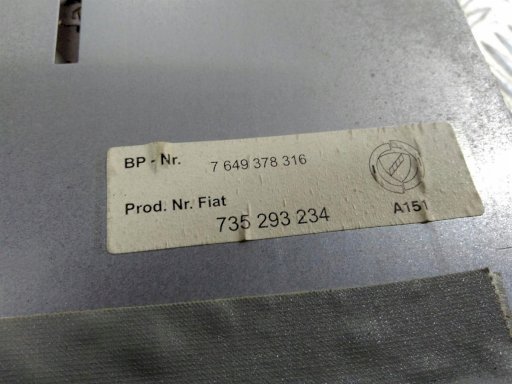 BP - Nr. 7 649 378 316
Prod. Nr. Fiat 735 293 234 A151